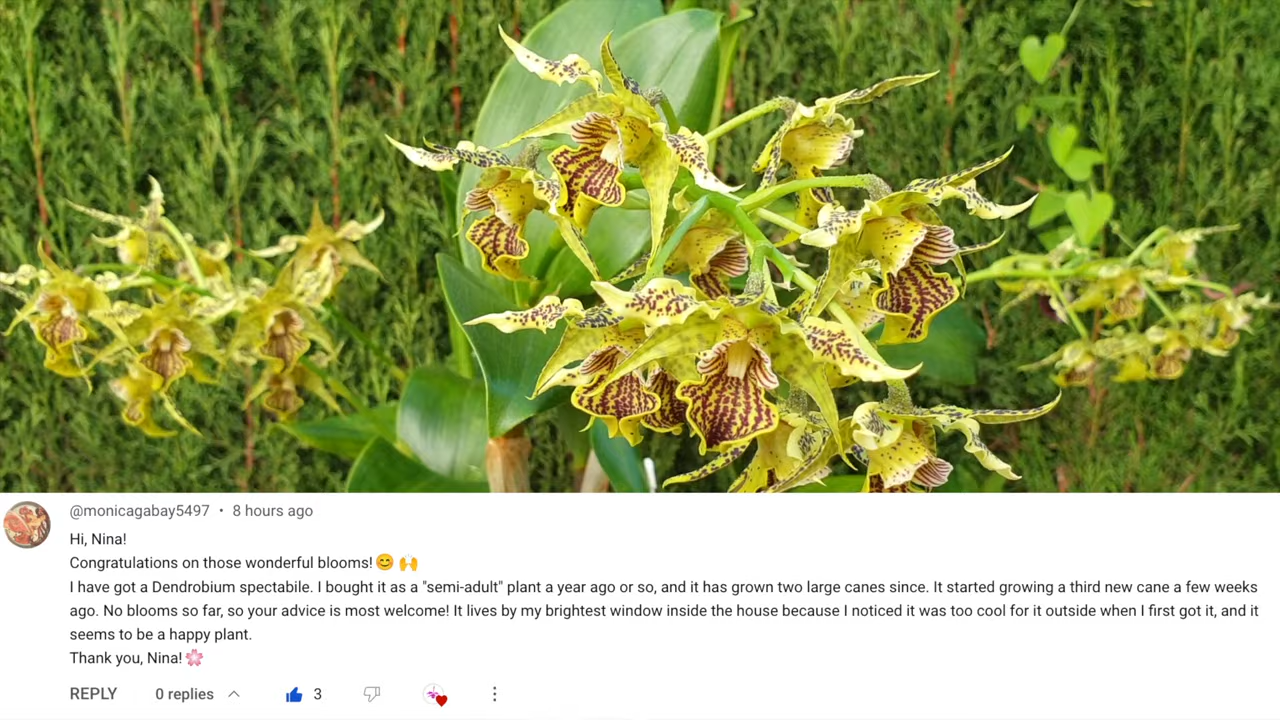 @monicagabay5497 • 8 hours ago
Hi, Nina!
Congratulations on those wonderful blooms!😊 🙌
I have got a Dendrobium spectabile. I bought it as a "semi-adult" plant a year ago or so, and it has grown two large canes since. It started growing a third new cane a few weeks
ago. No blooms so far, so your advice is most welcome! It lives by my brightest window inside the house because I noticed it was too cool for it outside when I first got it, and it
seems to be a happy plant.
Thank you, Nina!🌸
REPLY 0 replies 3